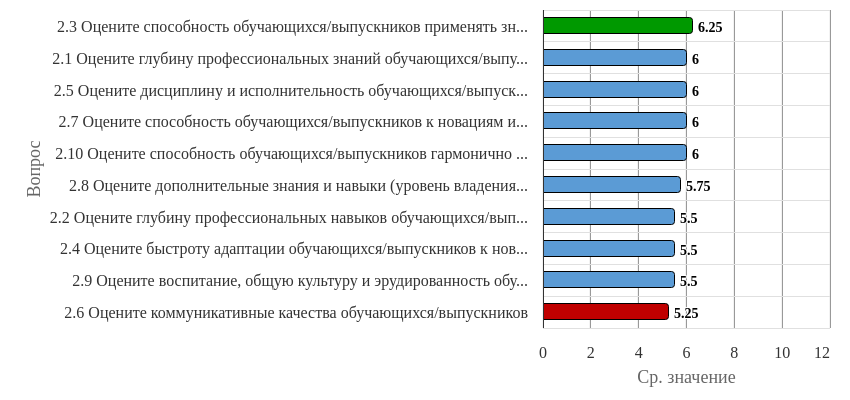 2.3 Оцените способность обучающихся/выпускников применять зн... 6.25
2.1 Оцените глубину профессиональных знаний обучающихся/выпу... 6
2.5 Оцените дисциплину и исполнительность обучающихся/выпуск... 6
2.7 Оцените способность обучающихся/выпускников к новациям и... 6
2.10 Оцените способность обучающихся/выпускников гармонично ... 6
2.8 Оцените дополнительные знания и навыки (уровень владения... 5.75
2.2 Оцените глубину профессиональных навыков обучающихся/вып... 5.5
2.4 Оцените быстроту адаптации обучающихся/выпускников к нов... 5.5
2.9 Оцените воспитание, общую культуру и эрудированность обу... 5.5
2.6 Оцените коммуникативные качества обучающихся/выпускников 5.25
Вопрос
0 2 4 6 8 10 12
Ср. значение